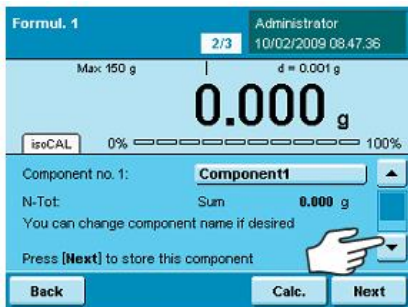 Formul. 1
Administrator
2/3
10/02/2009 08.47.36
Max 150 g
d = 0.001 g
0.000 g
isoCAL
0%
100%
Component no. 1:
Component1
N-Tot:
Sum
0.000 g
You can change component name if desired
Press [Next] to store this component
Back
Calc.
Next